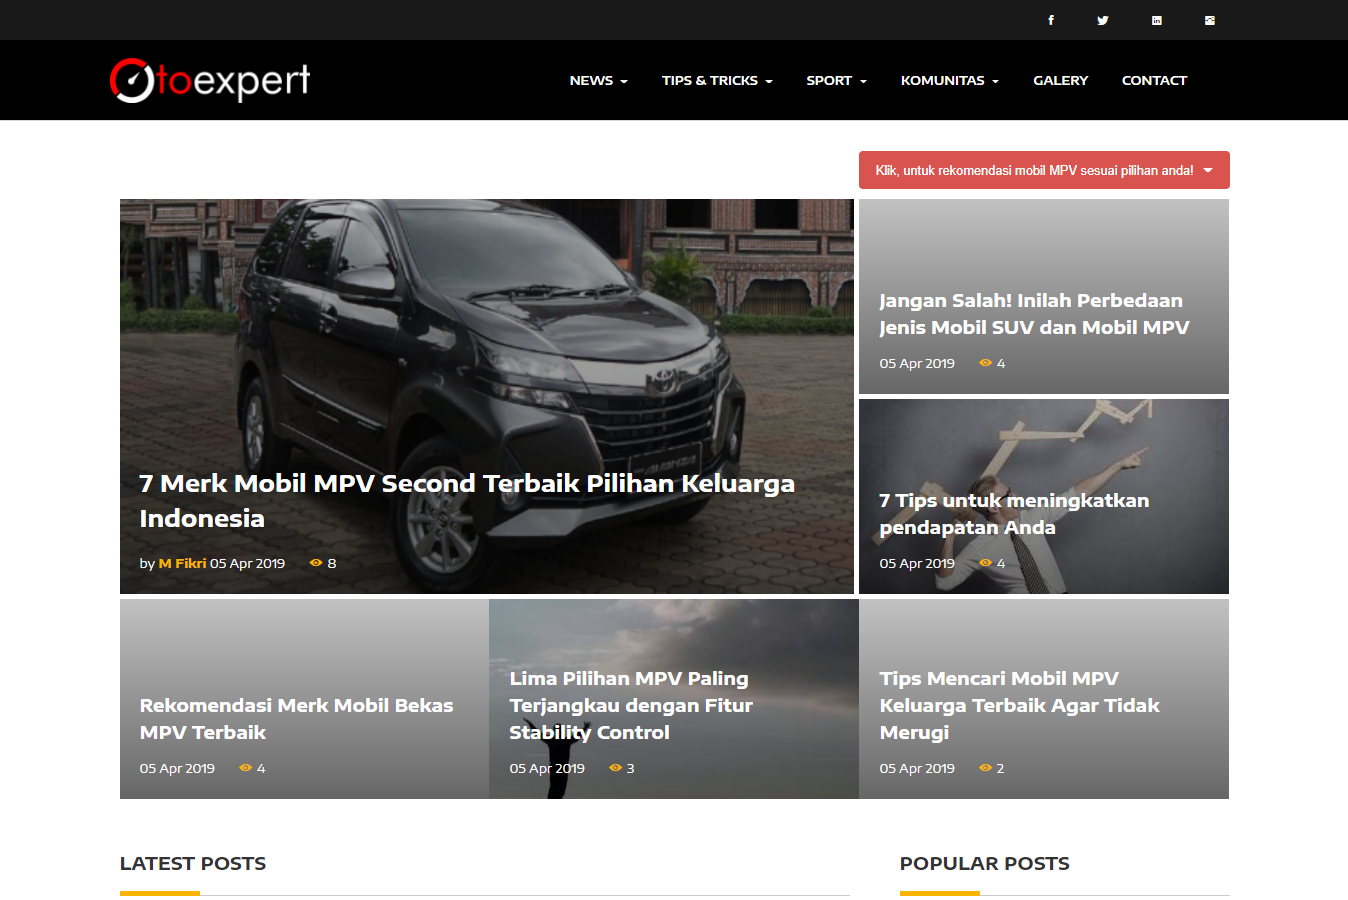 Otoexpert
NEWS
TIPS & TRICKS
SPORT
KOMUNITAS
GALERY
CONTACT
Klik, untuk rekomendasi mobil MPV sesuai pilihan anda!
AVANZA
7 Merk Mobil MPV Second Terbaik Pilihan Keluarga
Indonesia
by M Fikri 05 Apr 2019 8
Jangan Salah! Inilah Perbedaan
Jenis Mobil SUV dan Mobil MPV
05 Apr 2019 4
7 Tips untuk meningkatkan
pendapatan Anda
05 Apr 2019 4
Rekomendasi Merk Mobil Bekas
MPV Terbaik
05 Apr 2019 4
Lima Pilihan MPV Paling
Terjangkau dengan Fitur
Stability Control
05 Apr 2019 3
Tips Mencari Mobil MPV
Keluarga Terbaik Agar Tidak
Merugi
05 Apr 2019 2
LATEST POSTS
POPULAR POSTS